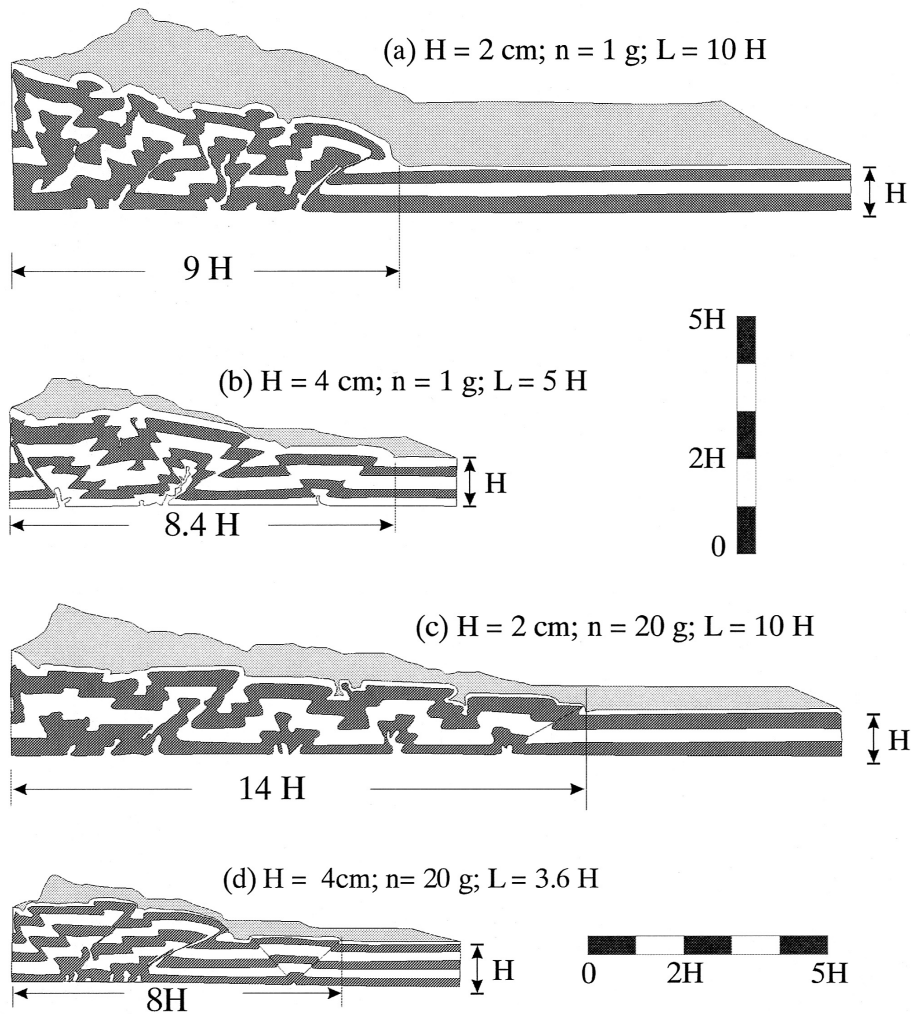 (a) H = 2 cm; n = 1 g; L = 10 H
H
9 H
5H
(b) H = 4 cm; n = 1 g; L = 5 H
2H
H
8.4 H
0
(c) H = 2 cm; n = 20 g; L = 10 H
H
14 H
(d) H = 4cm; n= 20 g; L = 3.6 H
H
0 2H 5H
8H